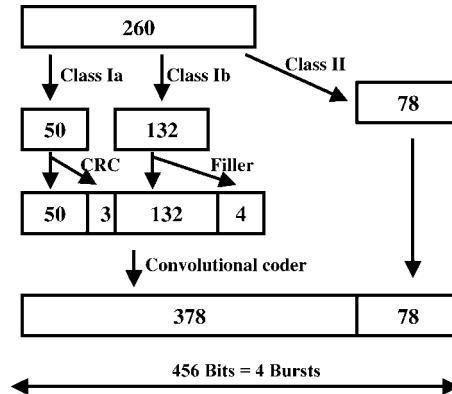 260
Class Ia
Class Ib
Class II
78
50
132
CRC
Filler
50
3
132
4
Convolutional coder
378
78
456 Bits = 4 Bursts